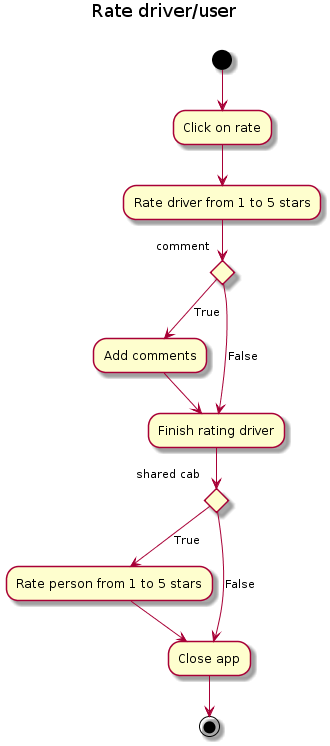 Rate driver/user
Click on rate
Rate driver from 1 to 5 stars
comment
True
Add comments
False
Finish rating driver
shared cab
True
Rate person from 1 to 5 stars
False
Close app